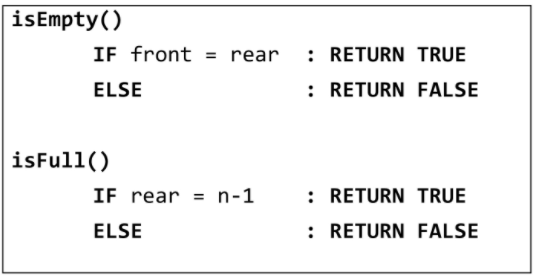 isEmpty()
IF front = rear : RETURN TRUE
ELSE : RETURN FALSE
isFull()
IF rear = n-1 : RETURN TRUE
ELSE : RETURN FALSE